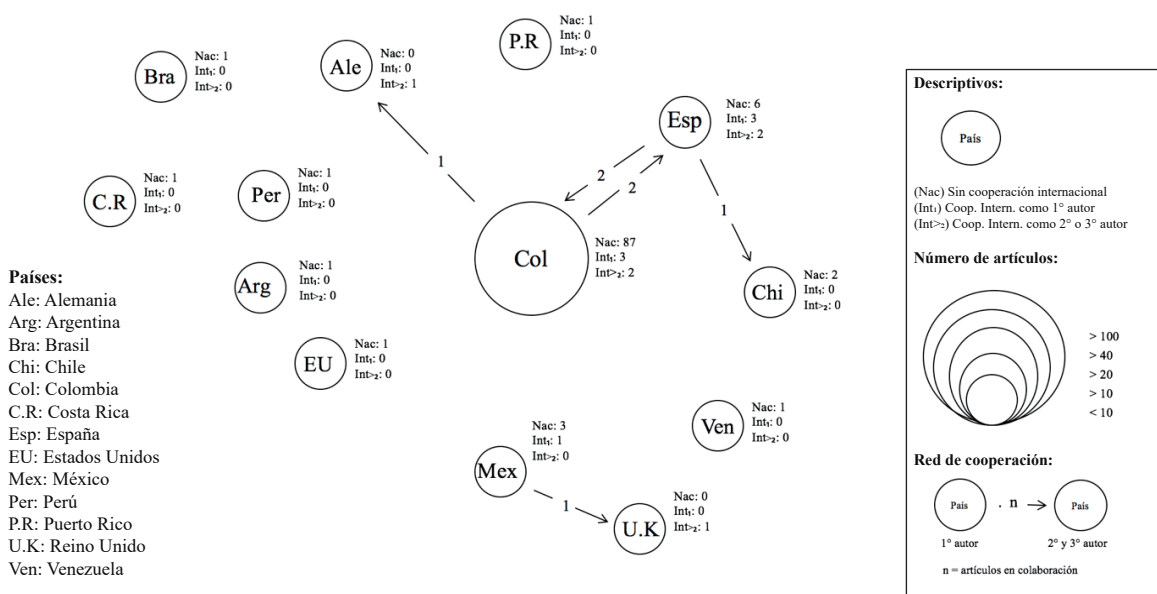 P.R
Nac: 1
Int₁: 0
Int>₂: 0
Bra
Nac: 1
Int₁: 0
Int>₂: 0
Ale
Nac: 0
Int₁: 0
Int>₂: 1
Esp
Nac: 6
Int₁: 3
Int>₂: 2
1
2
2
1
C.R
Nac: 1
Int₁: 0
Int>₂: 0
Per
Nac: 1
Int₁: 0
Int>₂: 0
Col
Nac: 87
Int₁: 3
Int>₂: 2
Arg
Nac: 1
Int₁: 0
Int>₂: 0
Chi
Nac: 2
Int₁: 0
Int>₂: 0
EU
Nac: 1
Int₁: 0
Int>₂: 0
Ven
Nac: 1
Int₁: 0
Int>₂: 0
Mex
Nac: 3
Int₁: 1
Int>₂: 0
1
U.K
Nac: 0
Int₁: 0
Int>₂: 1
Países:
Ale: Alemania
Arg: Argentina
Bra: Brasil
Chi: Chile
Col: Colombia
C.R: Costa Rica
Esp: España
EU: Estados Unidos
Mex: México
Per: Perú
P.R: Puerto Rico
U.K: Reino Unido
Ven: Venezuela
Descriptivos:
País
(Nac) Sin cooperación internacional
(Int₁) Coop. Intern. como 1° autor
(Int>₂) Coop. Intern. como 2° o 3° autor
Número de artículos:
> 100
> 40
> 20
> 10
< 10
Red de cooperación:
País . n País
1° autor 2° y 3° autor
n = artículos en colaboración